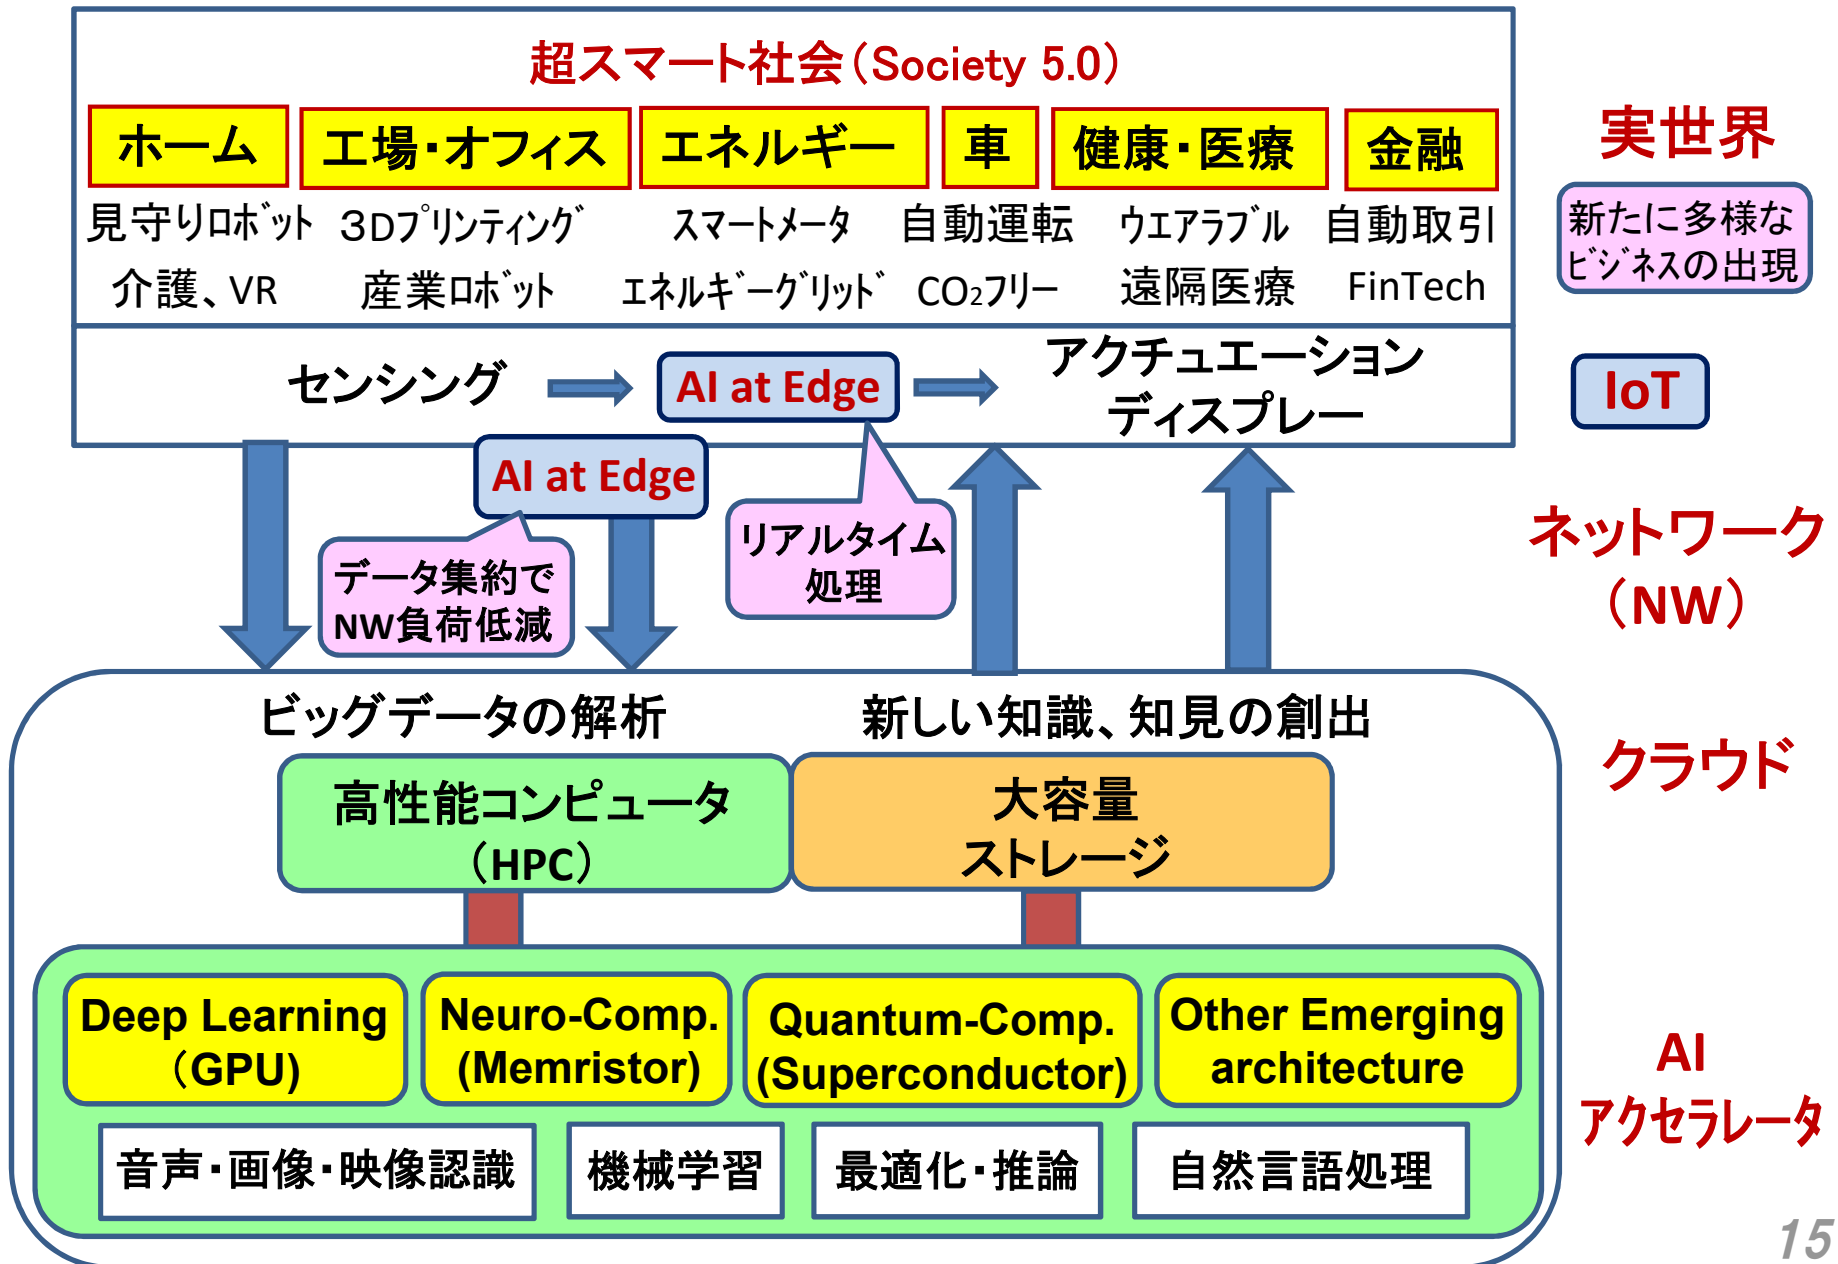 超スマート社会(Society 5.0)
ホーム 工場・オフィス エネルギー 車 健康・医療 金融
見守りロボット 3Dプリンティング スマートメータ 自動運転 ウエアラブル 自動取引
介護、VR 産業ロボット エネルギーグリッド CO₂フリー 遠隔医療 FinTech
実世界
新たに多様な
ビジネスの出現
センシング
AI at Edge
アクチュエーション
ディスプレー
IoT
AI at Edge
データ集約で
NW負荷低減
リアルタイム
処理
ネットワーク
(NW)
ビッグデータの解析
新しい知識、知見の創出
クラウド
高性能コンピュータ
(HPC)
大容量
ストレージ
Deep Learning
(GPU)
Neuro-Comp.
(Memristor)
Quantum-Comp.
(Superconductor)
Other Emerging
architecture
AI
アクセラレータ
音声・画像・映像認識
機械学習
最適化・推論
自然言語処理
15